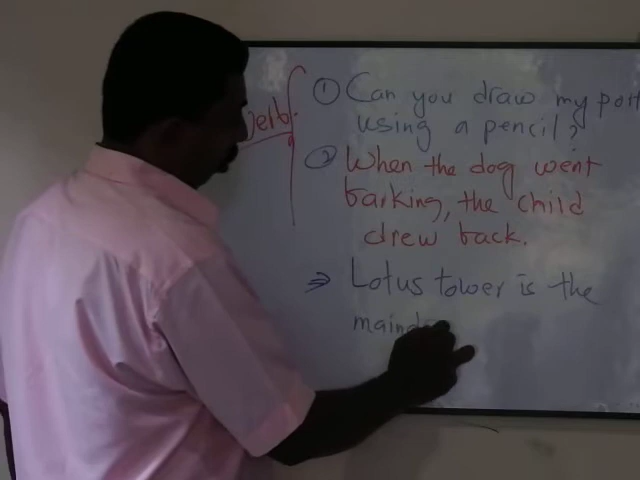 verb.
① Can you draw my port
using a pencil?
② When the dog went
barking, the child
drew back.
⇒ Lotus tower is the
main